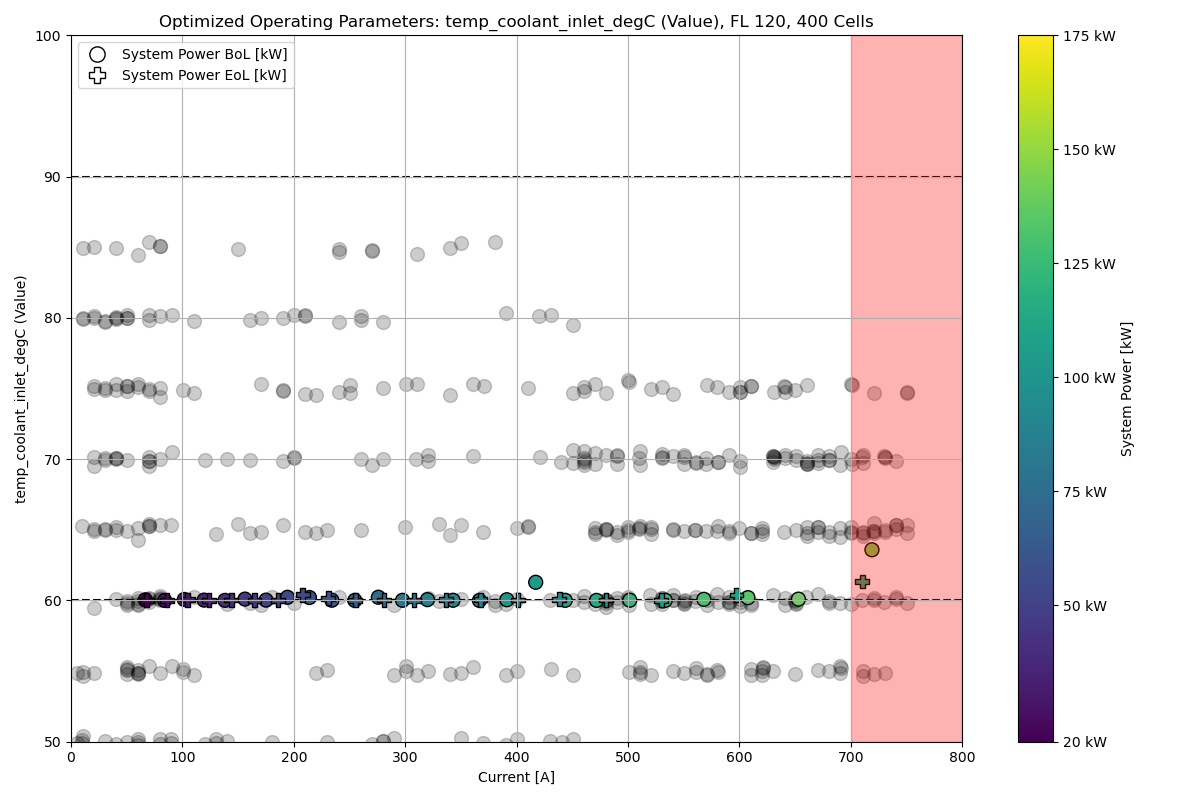 Optimized Operating Parameters: temp_coolant_inlet_degC (Value), FL 120, 400 Cells
System Power BoL [kW]
System Power EoL [kW]
temp_coolant_inlet_degC (Value)
100
90
80
70
60
50
0
100
200
300
400
500
600
700
800
Current [A]
175 kW
150 kW
125 kW
100 kW
75 kW
50 kW
20 kW
System Power [kW]